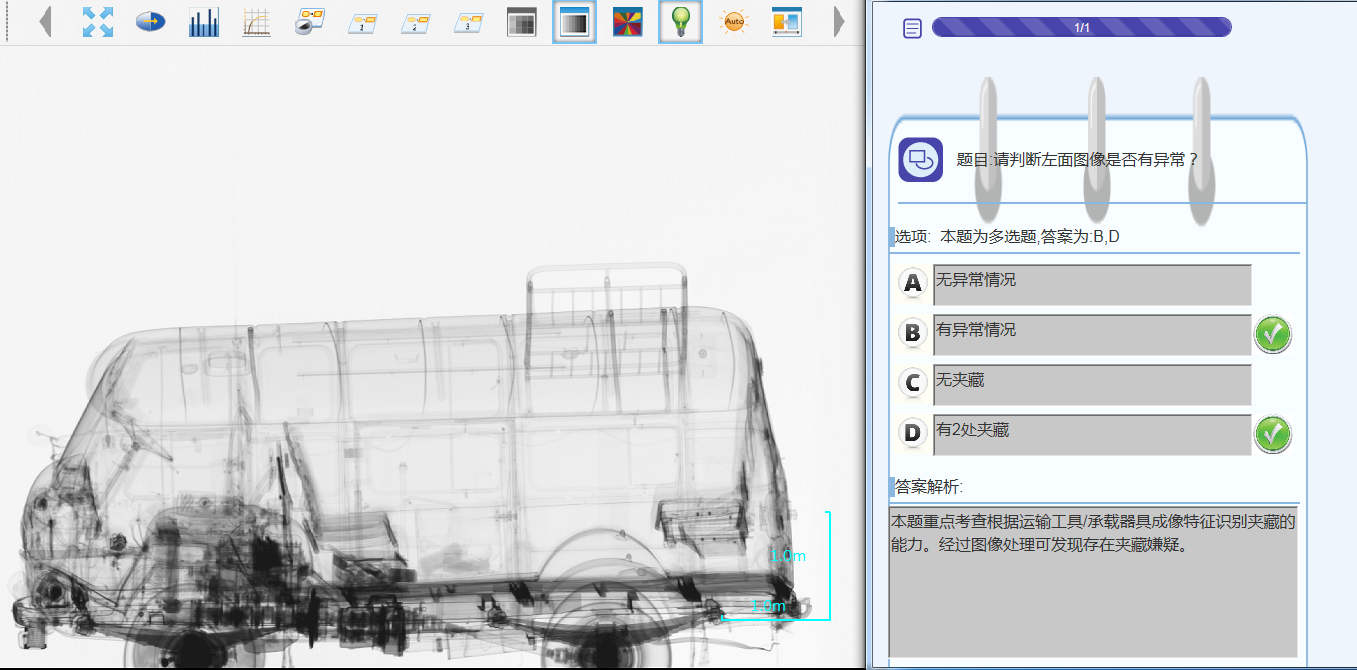 Auto
1/1
题目:请判断左面图像是否有异常？
选项: 本题为多选题,答案为:B,D
A 无异常情况
B 有异常情况
C 无夹藏
D 有2处夹藏
答案解析:
本题重点考查根据运输工具/承载器具成像特征识别夹藏的
能力。经过图像处理可发现存在夹藏嫌疑。
1.0m
1.0m